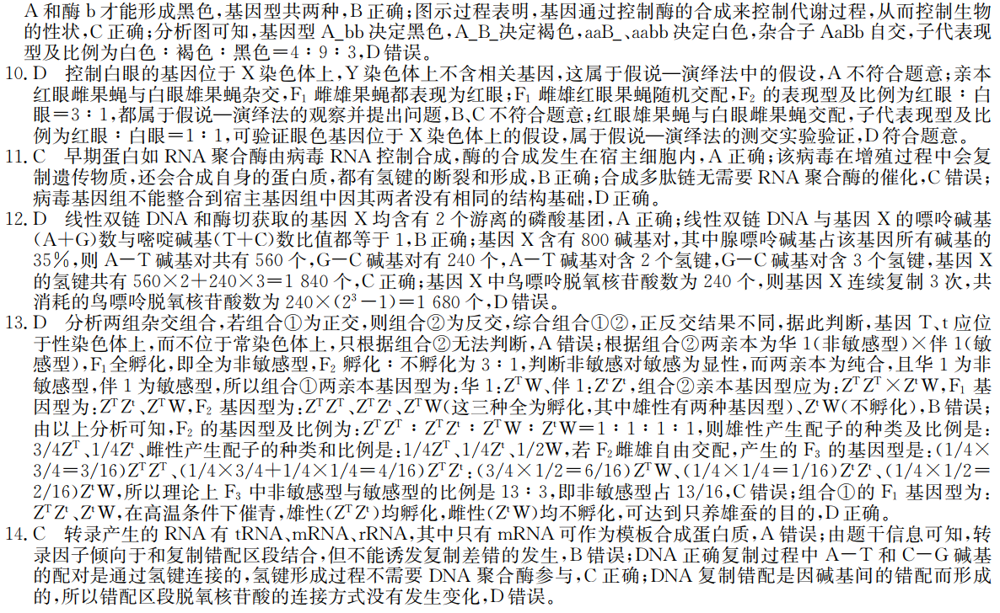 A 和酶 b 才能形成黑色,基因型共两种,B 正确;图示过程表明,基因通过控制酶的合成来控制代谢过程,从而控制生物
的性状,C 正确;分析图可知,基因型 A_bb 决定黑色,A_B_决定褐色,aaB_、aabb 决定白色,杂合子 AaBb 自交,子代表现
型及比例为白色∶褐色∶黑色=4∶9∶3,D 错误。
10. D 控制白眼的基因位于 X 染色体上,Y 染色体上不含相关基因,这属于假说—演绎法中的假设,A 不符合题意;亲本
红眼雌果蝇与白眼雄果蝇杂交,F₁ 雌雄果蝇都表现为红眼;F₁ 雌雄红眼果蝇随机交配,F₂ 的表现型及比例为红眼∶白
眼=3∶1,都属于假说—演绎法的观察并提出问题,B、C 不符合题意;红眼雄果蝇与白眼雌果蝇交配,子代表现型及比
例为红眼∶白眼=1∶1,可验证眼色基因位于 X 染色体上的假设,属于假说—演绎法的测交实验验证,D 符合题意。
11. C 早期蛋白如 RNA 聚合酶由病毒 RNA 控制合成,酶的合成发生在宿主细胞内,A 正确;该病毒在增殖过程中会复
制遗传物质,还会合成自身的蛋白质,都有氢键的断裂和形成,B 正确;合成多肽链无需要 RNA 聚合酶的催化,C 错误;
病毒基因组不能整合到宿主基因组中因其两者没有相同的结构基础,D 正确。
12. D 线性双链 DNA 和酶切获取的基因 X 均含有 2 个游离的磷酸基团,A 正确;线性双链 DNA 与基因 X 的嘌呤碱基
(A+G)数与嘧啶碱基(T+C)数比值都等于 1,B 正确;基因 X 含有 800 碱基对,其中腺嘌呤碱基占该基因所有碱基的
35%,则 A-T 碱基对共有 560 个,G-C 碱基对有 240 个,A-T 碱基对含 2 个氢键,G-C 碱基对含 3 个氢键,基因 X
的氢键共有 560×2+240×3=1 840 个,C 正确;基因 X 中鸟嘌呤脱氧核苷酸数为 240 个,则基因 X 连续复制 3 次,共
消耗的鸟嘌呤脱氧核苷酸数为 240×(2³-1)=1 680 个,D 错误。
13. D 分析两组杂交组合,若组合①为正交,则组合②为反交,综合组合①②,正反交结果不同,据此判断,基因 T、t 应位
于性染色体上,而不位于常染色体上,只根据组合②无法判断,A 错误;根据组合②两亲本为华 1(非敏感型)×伴 1(敏
感型),F₁全孵化,即全为非敏感型,F₂ 孵化∶不孵化为 3∶1,判断非敏感对敏感为显性,而两亲本为纯合,且华 1 为非
敏感型,伴 1 为敏感型,所以组合①两亲本基因型为:华 1:ZᵀW、伴 1:ZᵗZᵗ,组合②亲本基因型应为:ZᵀZᵀ×ZᵗW,F₁ 基
因型为:ZᵀZᵗ、ZᵀW,F₂ 基因型为:ZᵀZᵀ、ZᵀZᵗ、ZᵀW(这三种全为孵化,其中雄性有两种基因型)、ZᵗW(不孵化),B 错误;
由以上分析可知,F₂ 的基因型及比例为:ZᵀZᵀ∶ZᵀZᵗ∶ZᵀW∶ZᵗW=1∶1∶1∶1,则雄性产生配子的种类及比例是:
3/4Zᵀ、1/4Zᵗ、雌性产生配子的种类和比例是:1/4Zᵀ、1/4Zᵗ、1/2W,若 F₂雌雄自由交配,产生的 F₃ 的基因型是:(1/4×
3/4=3/16)ZᵀZᵀ、(1/4×3/4+1/4×1/4=4/16)ZᵀZᵗ:(3/4×1/2=6/16)ZᵀW、(1/4×1/4=1/16)ZᵗZᵗ、(1/4×1/2=
2/16)ZᵗW,所以理论上 F₃ 中非敏感型与敏感型的比例是 13∶3,即非敏感型占 13/16,C 错误;组合①的 F₁ 基因型为:
ZᵀZᵗ、ZᵗW,在高温条件下催青,雄性(ZᵀZᵗ)均孵化,雌性(ZᵗW)均不孵化,可达到只养雄蚕的目的,D 正确。
14. C 转录产生的 RNA 有 tRNA、mRNA、rRNA,其中只有 mRNA 可作为模板合成蛋白质,A 错误;由题干信息可知,转
录因子倾向于和复制错配区段结合,但不能诱发复制差错的发生,B 错误;DNA 正确复制过程中 A-T 和 C-G 碱基
的配对是通过氢键连接的,氢键形成过程不需要 DNA 聚合酶参与,C 正确;DNA 复制错配是因碱基间的错配而形成
的,所以错配区段脱氧核苷酸的连接方式没有发生变化,D 错误。